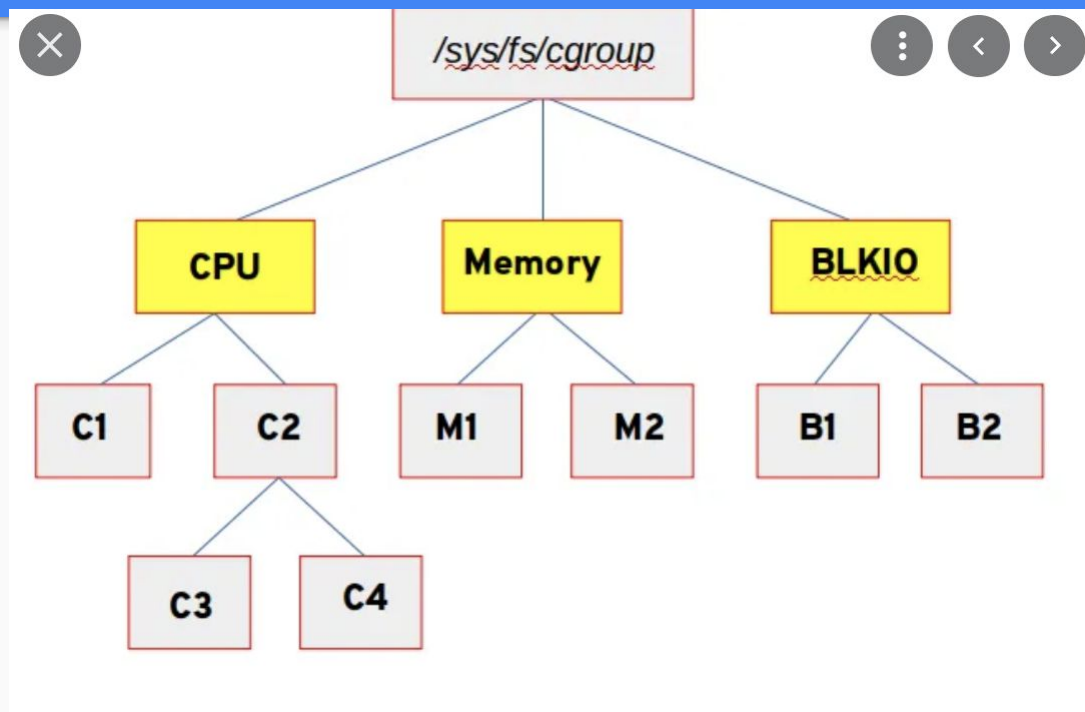 /sys/fs/cgroup
CPU
Memory
BLKIO
C1
C2
M1
M2
B1
B2
C3
C4